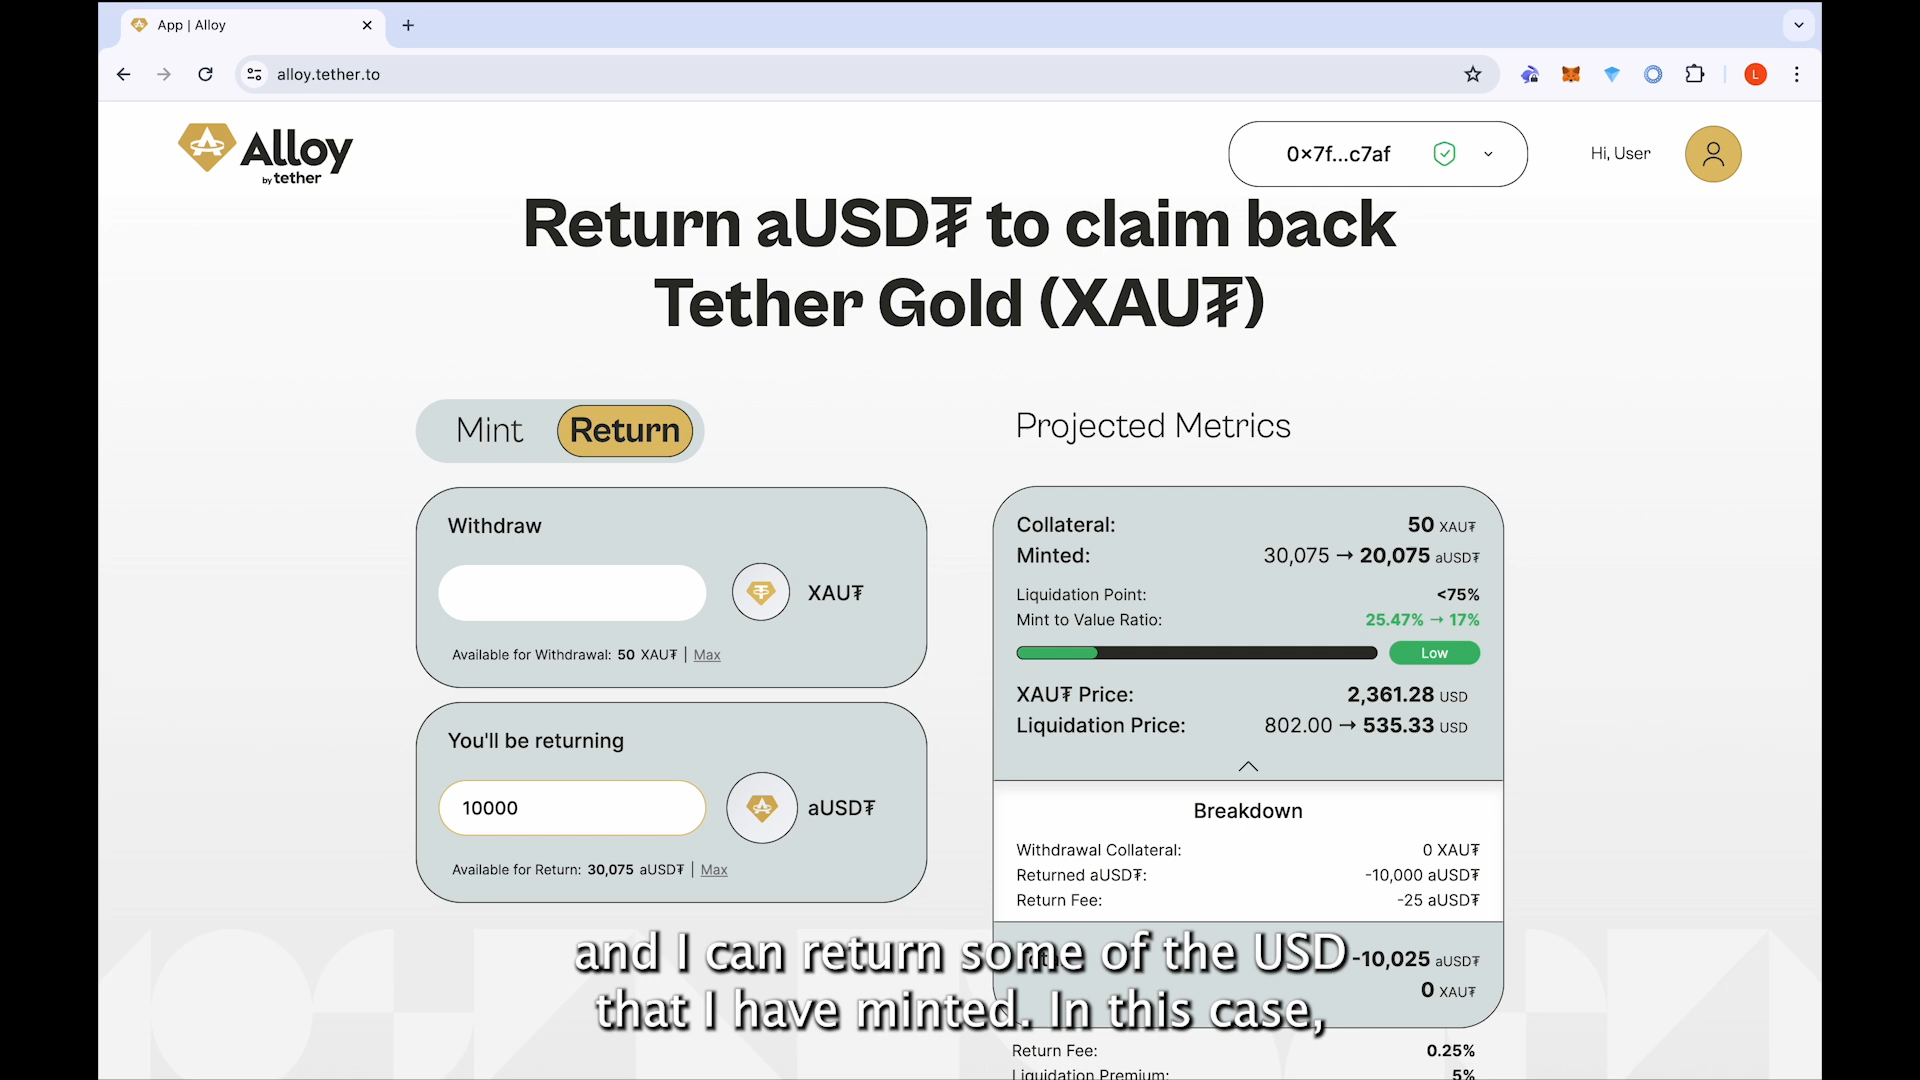 App | Alloy
alloy.tether.to
L
Alloy
by tether
0×7f...c7af
Hi, User
Return aUSD₮ to claim back
Tether Gold (XAU₮)
Mint
Return
Withdraw
XAU₮
Available for Withdrawal: 50 XAU₮ | Max
You'll be returning
10000
aUSD₮
Available for Return: 30,075 aUSD₮ | Max
Projected Metrics
Collateral: 50 XAU₮
Minted: 30,075 → 20,075 aUSD₮
Liquidation Point: <75%
Mint to Value Ratio: 25.47% → 17%
Low
XAU₮ Price: 2,361.28 USD
Liquidation Price: 802.00 → 535.33 USD
Breakdown
Withdrawal Collateral: 0 XAU₮
Returned aUSD₮: -10,000 aUSD₮
Return Fee: -25 aUSD₮
-10,025 aUSD₮
0 XAU₮
Return Fee: 0.25%
Liquidation Premium: 5%
and I can return some of the USD
that I have minted. In this case,